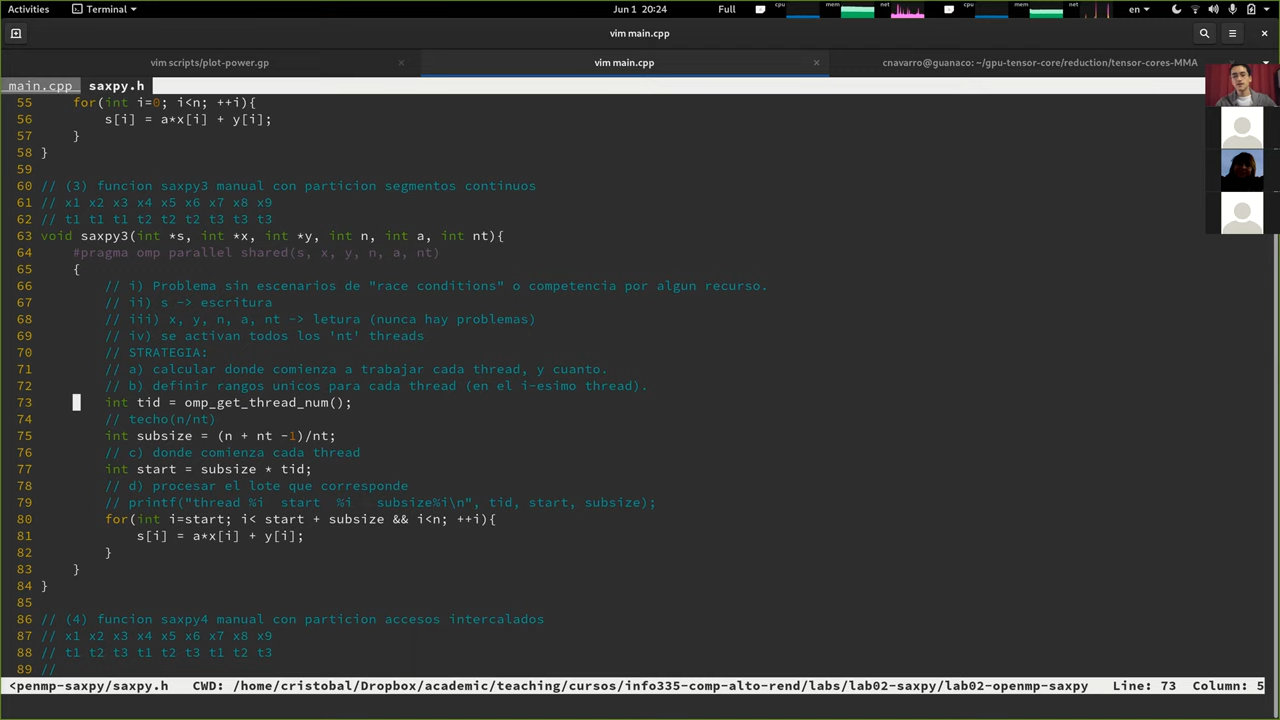 Activities Terminal Jun 1 20:24 Full cpu mem net cpu mem net en
vim main.cpp
vim scripts/plot-power.gp vim main.cpp cnavarro@guanaco: ~/gpu-tensor-core/reduction/tensor-cores-MMA
main.cpp saxpy.h
55 for(int i=0; i<n; ++i){
56 s[i] = a*x[i] + y[i];
57 }
58 }
59
60 // (3) funcion saxpy3 manual con particion segmentos continuos
61 // x1 x2 x3 x4 x5 x6 x7 x8 x9
62 // t1 t1 t1 t2 t2 t2 t3 t3 t3
63 void saxpy3(int *s, int *x, int *y, int n, int a, int nt){
64 #pragma omp parallel shared(s, x, y, n, a, nt)
65 {
66 // i) Problema sin escenarios de "race conditions" o competencia por algun recurso.
67 // ii) s -> escritura
68 // iii) x, y, n, a, nt -> letura (nunca hay problemas)
69 // iv) se activan todos los 'nt' threads
70 // STRATEGIA:
71 // a) calcular donde comienza a trabajar cada thread, y cuanto.
72 // b) definir rangos unicos para cada thread (en el i-esimo thread).
73 int tid = omp_get_thread_num();
74 // techo(n/nt)
75 int subsize = (n + nt -1)/nt;
76 // c) donde comienza cada thread
77 int start = subsize * tid;
78 // d) procesar el lote que corresponde
79 // printf("thread %i start %i subsize%i\n", tid, start, subsize);
80 for(int i=start; i< start + subsize && i<n; ++i){
81 s[i] = a*x[i] + y[i];
82 }
83 }
84 }
85
86 // (4) funcion saxpy4 manual con particion accesos intercalados
87 // x1 x2 x3 x4 x5 x6 x7 x8 x9
88 // t1 t2 t3 t1 t2 t3 t1 t2 t3
89 //
<penmp-saxpy/saxpy.h CWD: /home/cristobal/Dropbox/academic/teaching/cursos/info335-comp-alto-rend/labs/lab02-saxpy/lab02-openmp-saxpy Line: 73 Column: 5